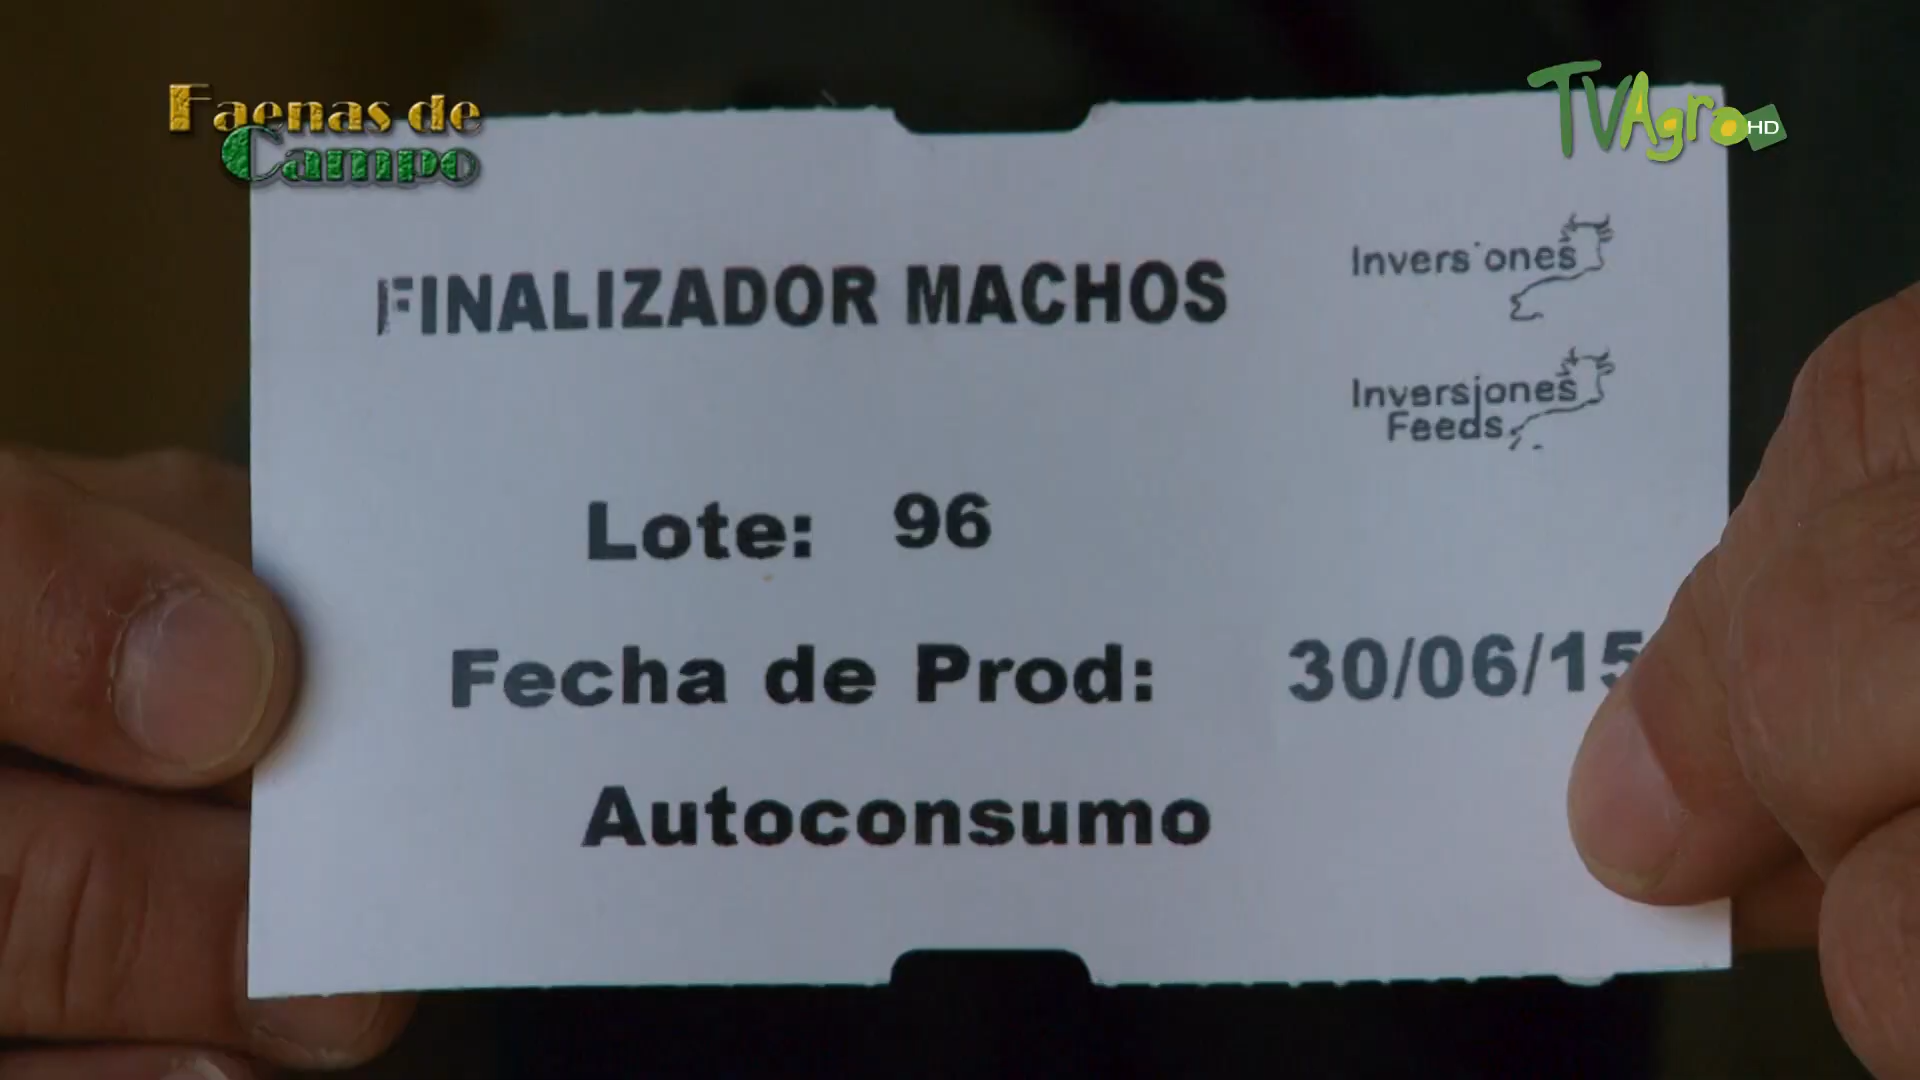 Faenas de
Campo
TVAgro HD
FINALIZADOR MACHOS
Inversiones
Inversiones
Feeds
Lote: 96
Fecha de Prod: 30/06/15
Autoconsumo